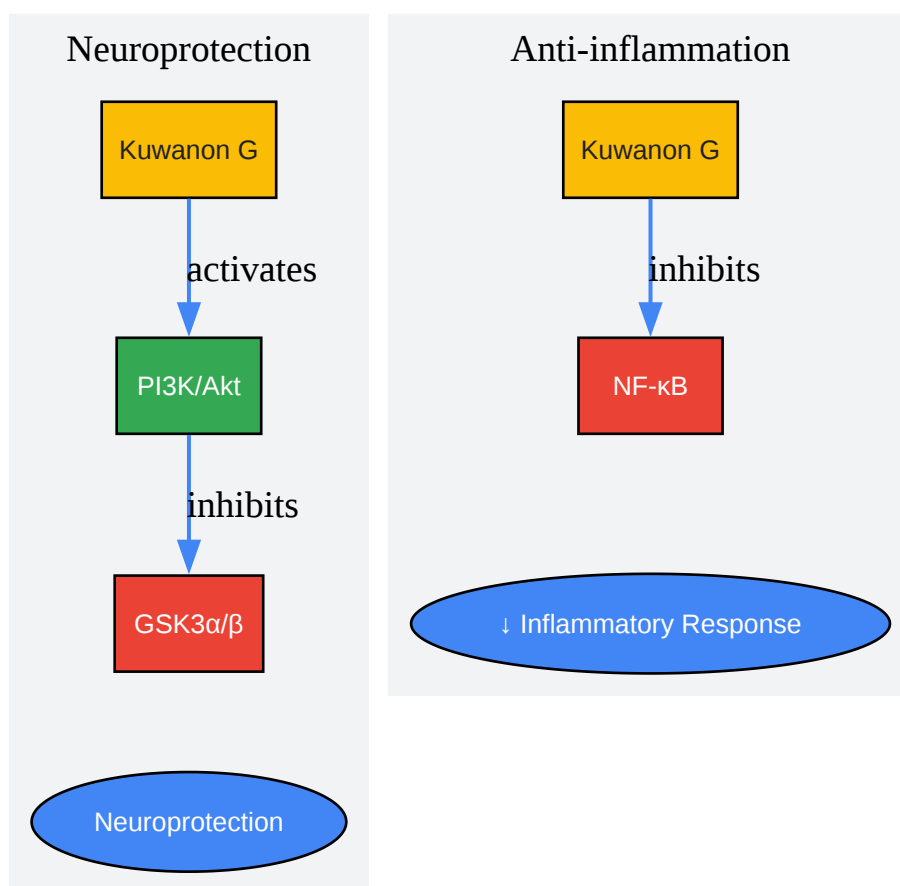 Neuroprotection
Kuwanon G
activates
PI3K/Akt
inhibits
GSK3α/β
Neuroprotection
Anti-inflammation
Kuwanon G
inhibits
NF-κB
↓ Inflammatory Response